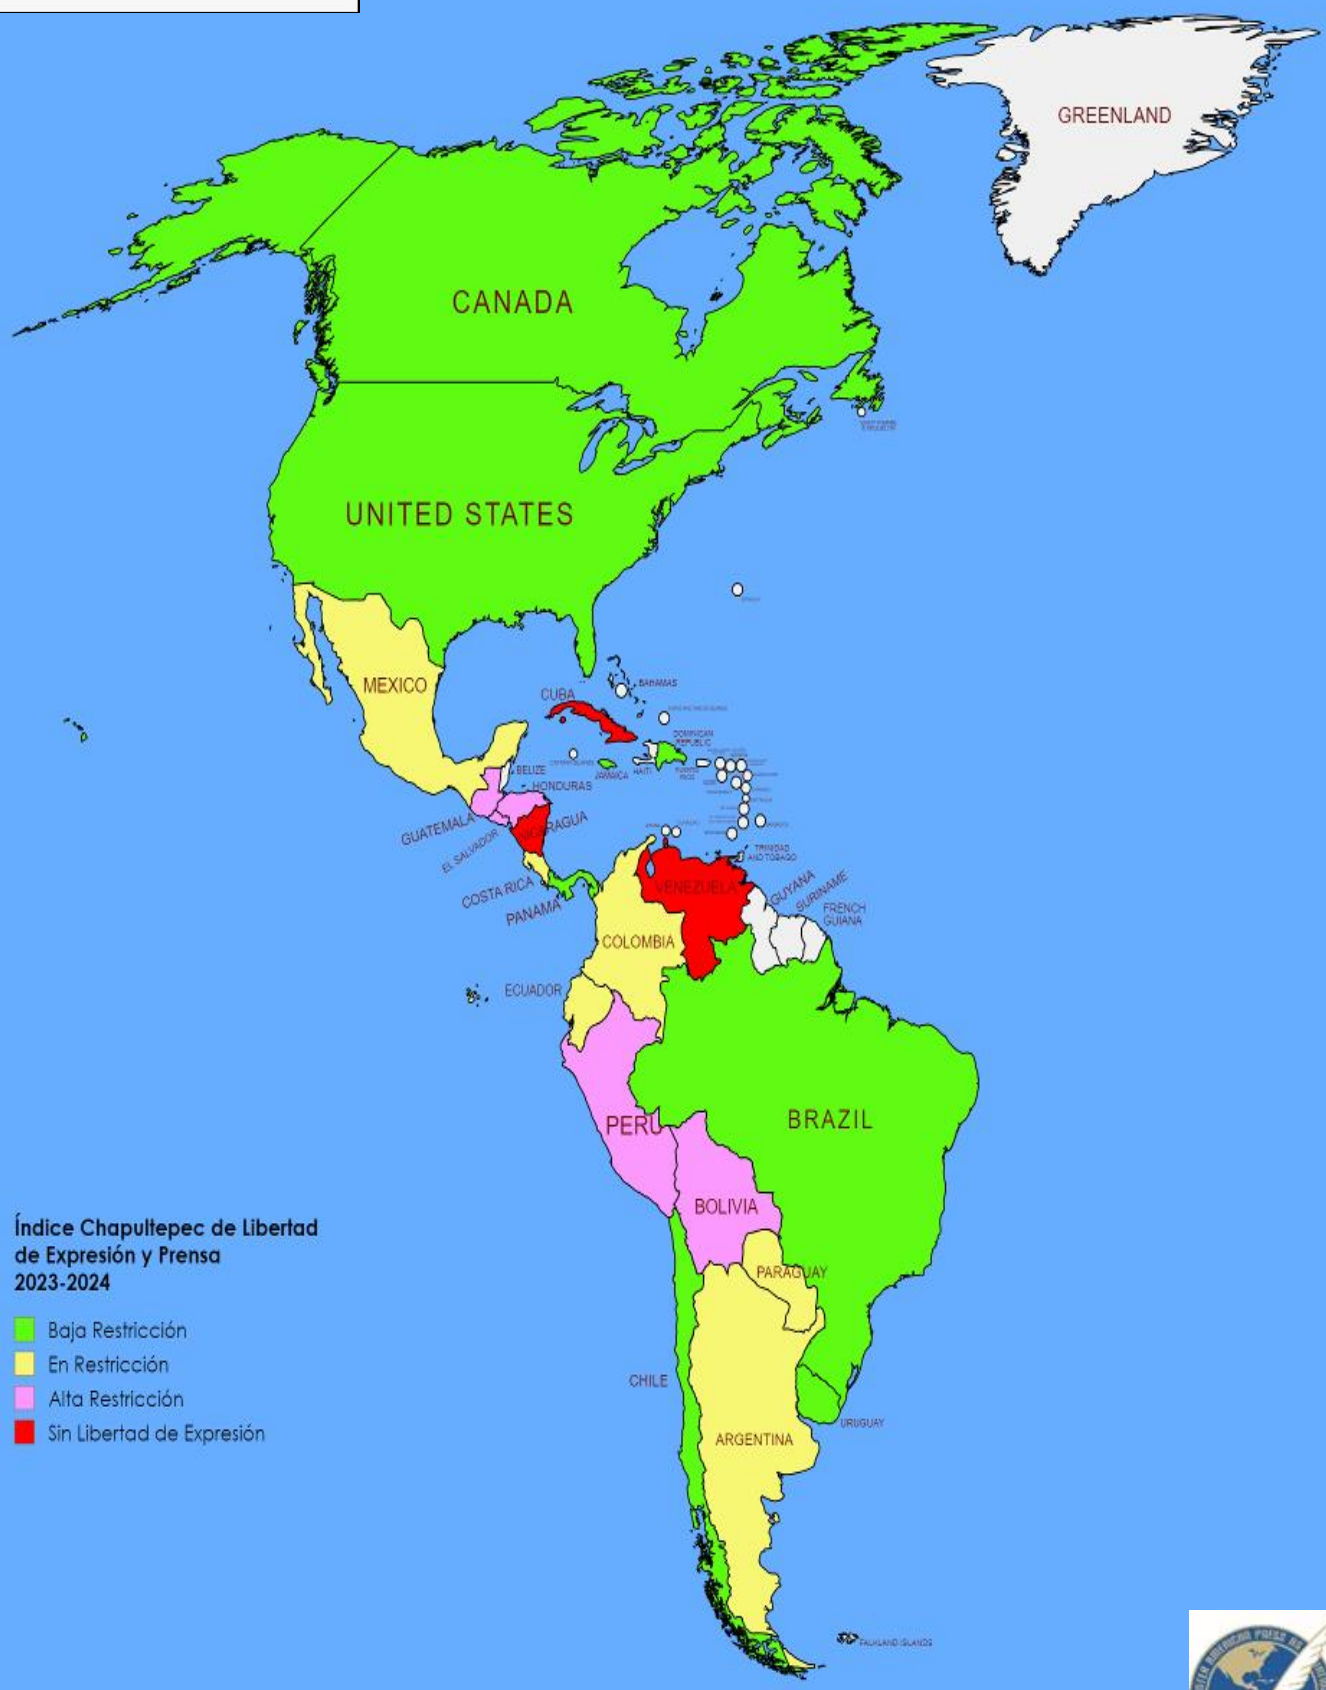 GREENLAND
CANADA
UNITED STATES
MEXICO
CUBA
BAHAMAS
DOMINICAN
REPUBLIC
BELIZE
JAMAICA
HAITI
PUERTO
RICO
HONDURAS
GUATEMALA
NICARAGUA
EL SALVADOR
TRINIDAD
AND TOBAGO
COSTA RICA
VENEZUELA
GUYANA
SURINAME
PANAMA
FRENCH
GUIANA
COLOMBIA
ECUADOR
PERU
BRAZIL
BOLIVIA
Índice Chapultepec de Libertad
de Expresión y Prensa
2023-2024
PARAGUAY
Baja Restricción
En Restricción
CHILE
Alta Restricción
URUGUAY
Sin Libertad de Expresión
ARGENTINA
FALKLAND ISLANDS